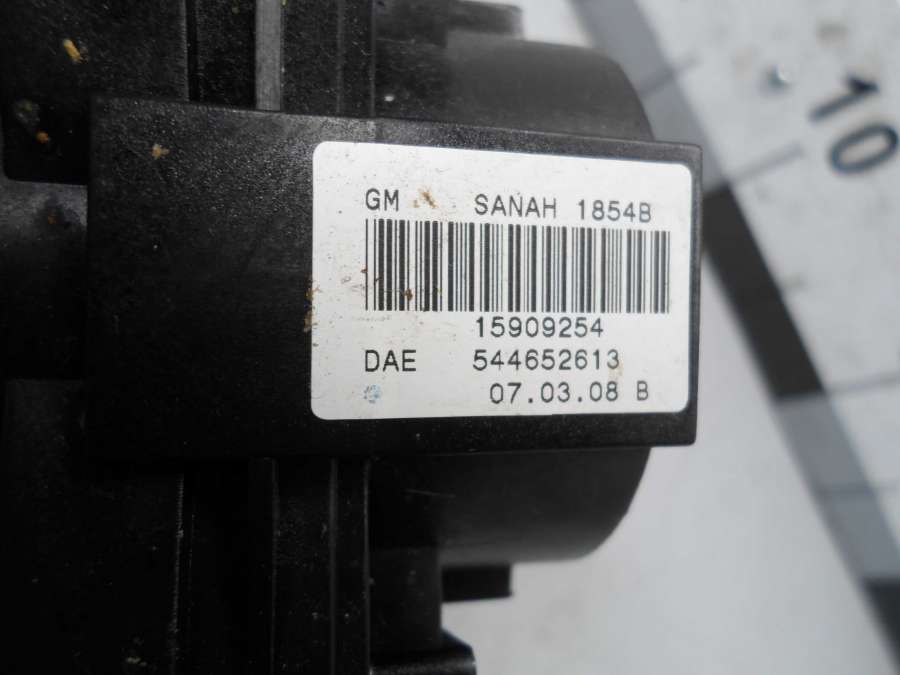 GM SANAH 1854B
15909254
DAE 544652613
07.03.08 B
10